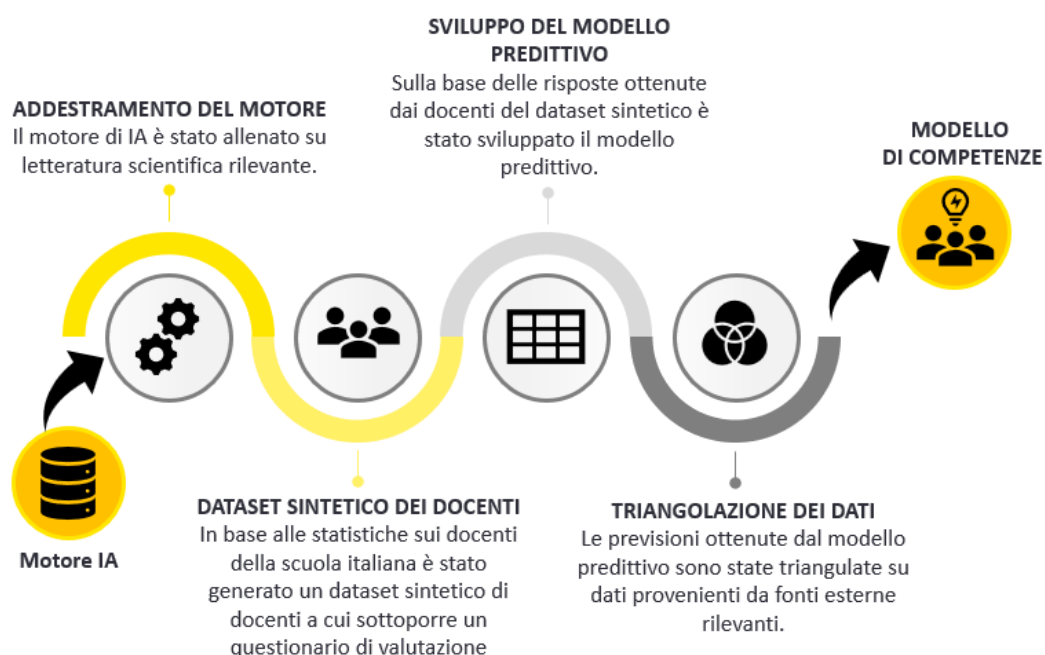 ADDESTRAMENTO DEL MOTORE
Il motore di IA è stato allenato su
letteratura scientifica rilevante.
SVILUPPO DEL MODELLO
PREDITTIVO
Sulla base delle risposte ottenute
dai docenti del dataset sintetico è
stato sviluppato il modello
predittivo.
MODELLO
DI COMPETENZE
Motore IA
DATASET SINTETICO DEI DOCENTI
In base alle statistiche sui docenti
della scuola italiana è stato
generato un dataset sintetico di
docenti a cui sottoporre un
questionario di valutazione
TRIANGOLAZIONE DEI DATI
Le previsioni ottenute dal modello
predittivo sono state triangulate su
dati provenienti da fonti esterne
rilevanti.